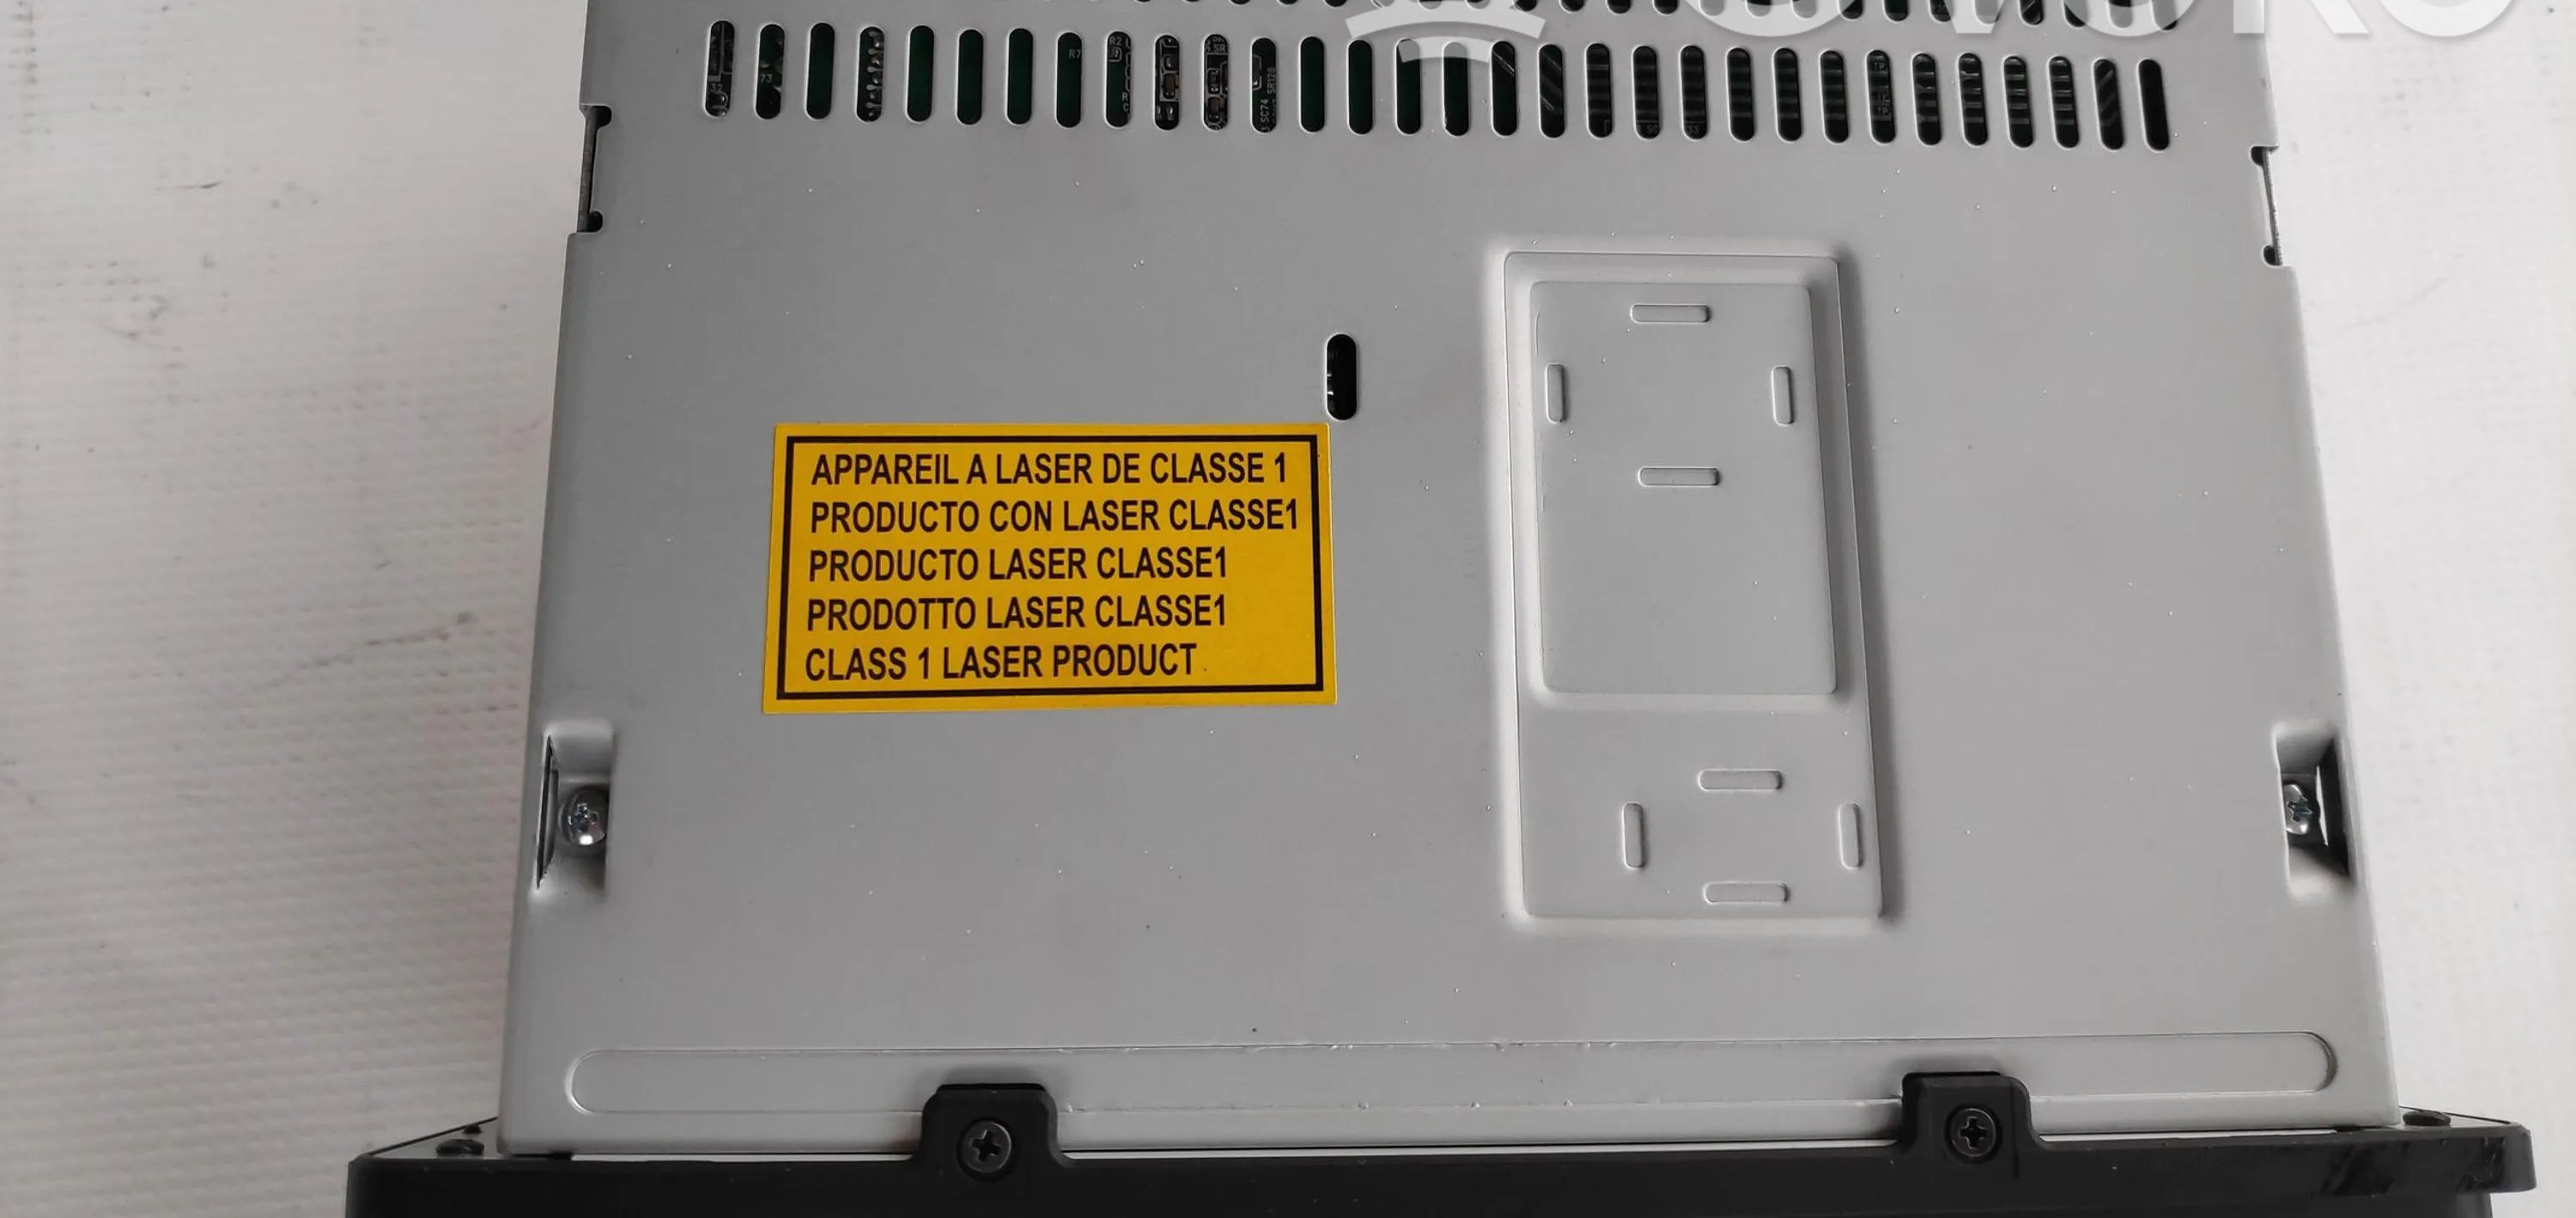 APPAREIL A LASER DE CLASSE 1
PRODUCTO CON LASER CLASSE1
PRODUCTO LASER CLASSE1
PRODOTTO LASER CLASSE1
CLASS 1 LASER PRODUCT